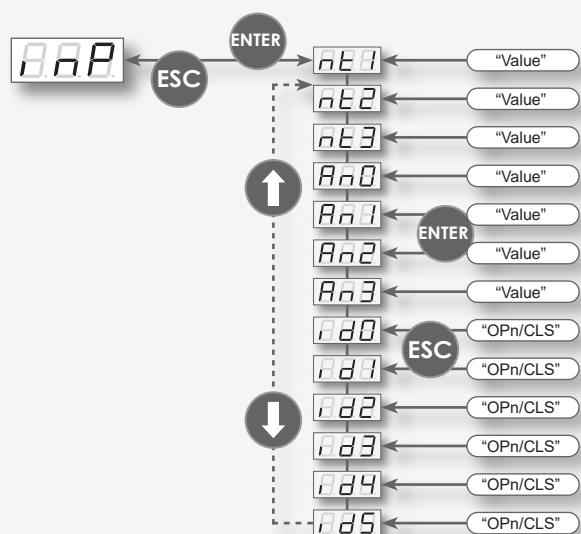 inP
ENTER
ESC
nt1 "Value"
nt2 "Value"
nt3 "Value"
An0 "Value"
An1 "Value"
ENTER
An2 "Value"
An3 "Value"
id0 "OPn/CLS"
ESC
id1 "OPn/CLS"
id2 "OPn/CLS"
id3 "OPn/CLS"
id4 "OPn/CLS"
id5 "OPn/CLS"